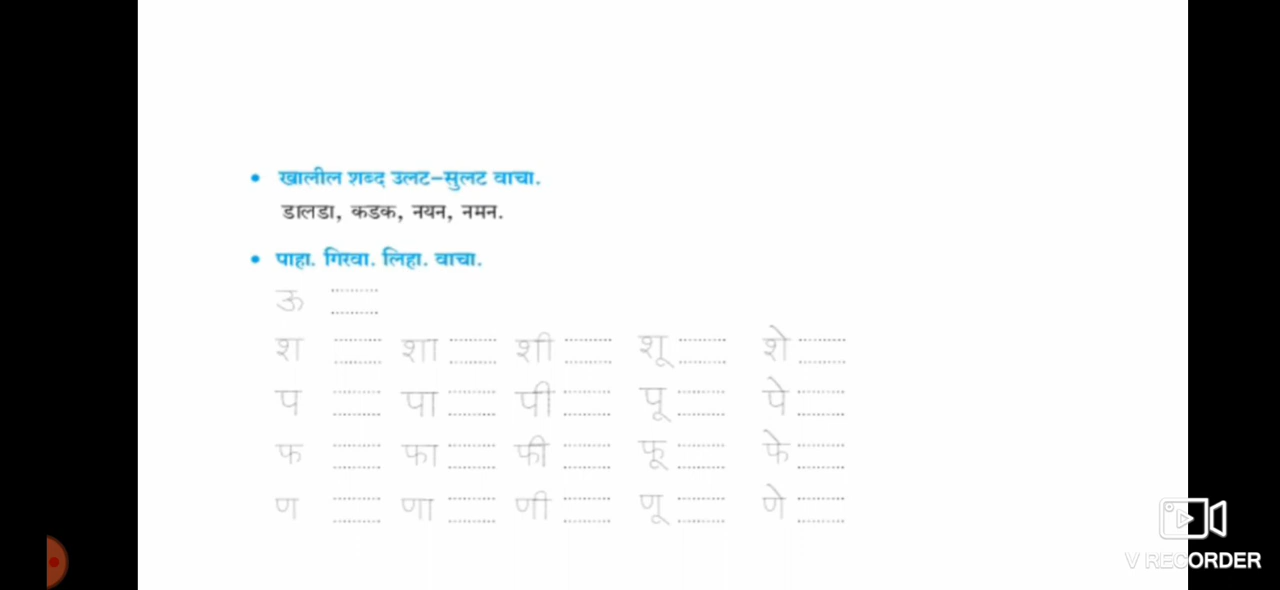 • खालील शब्द उलट-सुलट वाचा.
डालडा, कडक, नयन, नमन.
• पाहा. गिरवा. लिहा. वाचा.
ऊ
श शा शी शू शे
प पा पी पू पे
फ फा फी फू फे
ण णा णी णू णे
V RECORDER